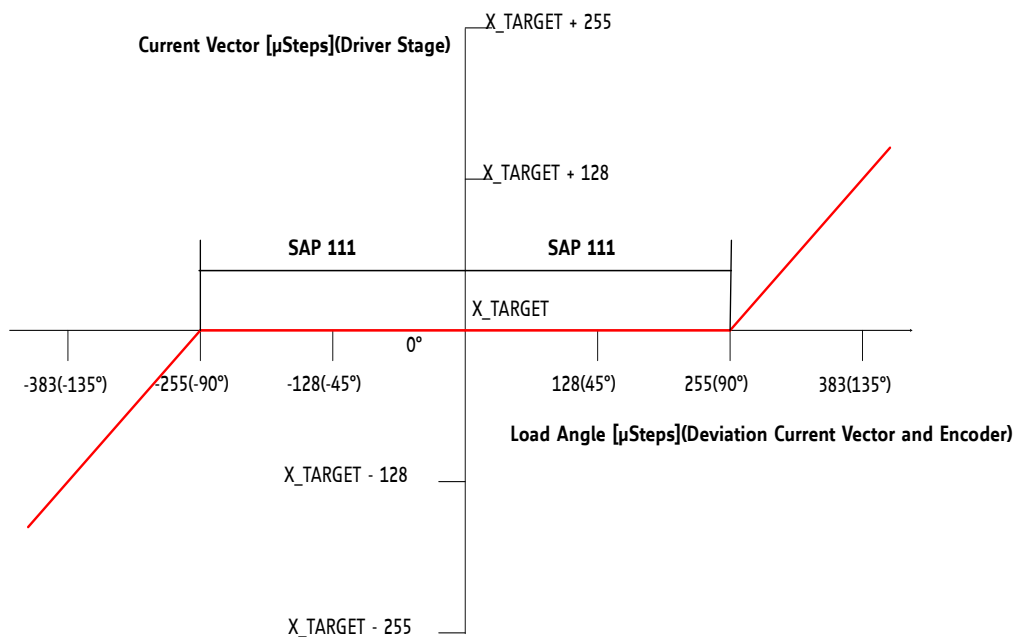 X_TARGET + 255
Current Vector [µSteps](Driver Stage)
X_TARGET + 128
SAP 111 SAP 111
X_TARGET
0°
-383(-135°) -255(-90°) -128(-45°) 128(45°) 255(90°) 383(135°)
Load Angle [µSteps](Deviation Current Vector and Encoder)
X_TARGET - 128
X_TARGET - 255